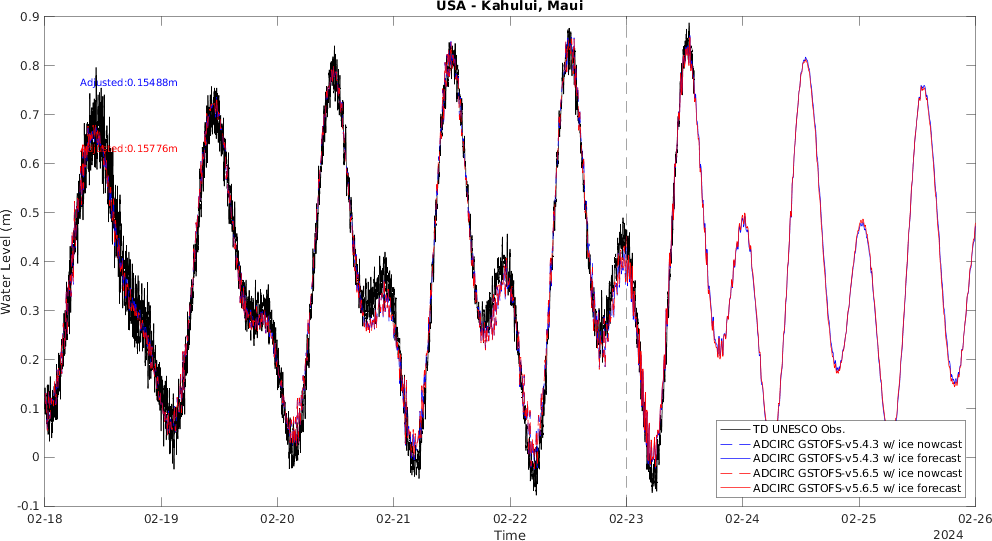 USA - Kahului, Maui
0.9
0.8
0.7
0.6
0.5
0.4
0.3
0.2
0.1
0
-0.1
Water Level (m)
Adjusted:0.15488m
Adjusted:0.15776m
TD UNESCO Obs.
ADCIRC GSTOFS-v5.4.3 w/ ice nowcast
ADCIRC GSTOFS-v5.4.3 w/ ice forecast
ADCIRC GSTOFS-v5.6.5 w/ ice nowcast
ADCIRC GSTOFS-v5.6.5 w/ ice forecast
02-18 02-19 02-20 02-21 02-22 02-23 02-24 02-25 02-26
Time
2024